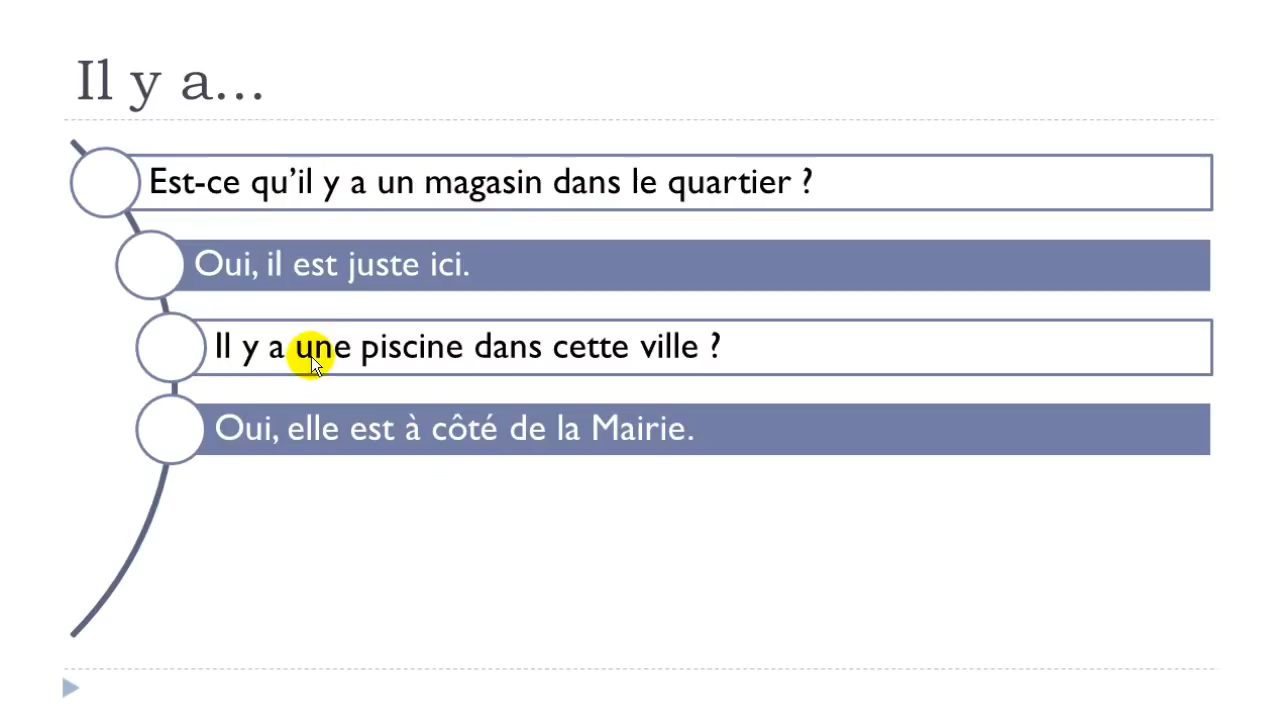 Il y a...
Est-ce qu’il y a un magasin dans le quartier ?
Oui, il est juste ici.
Il y a une piscine dans cette ville ?
Oui, elle est à côté de la Mairie.